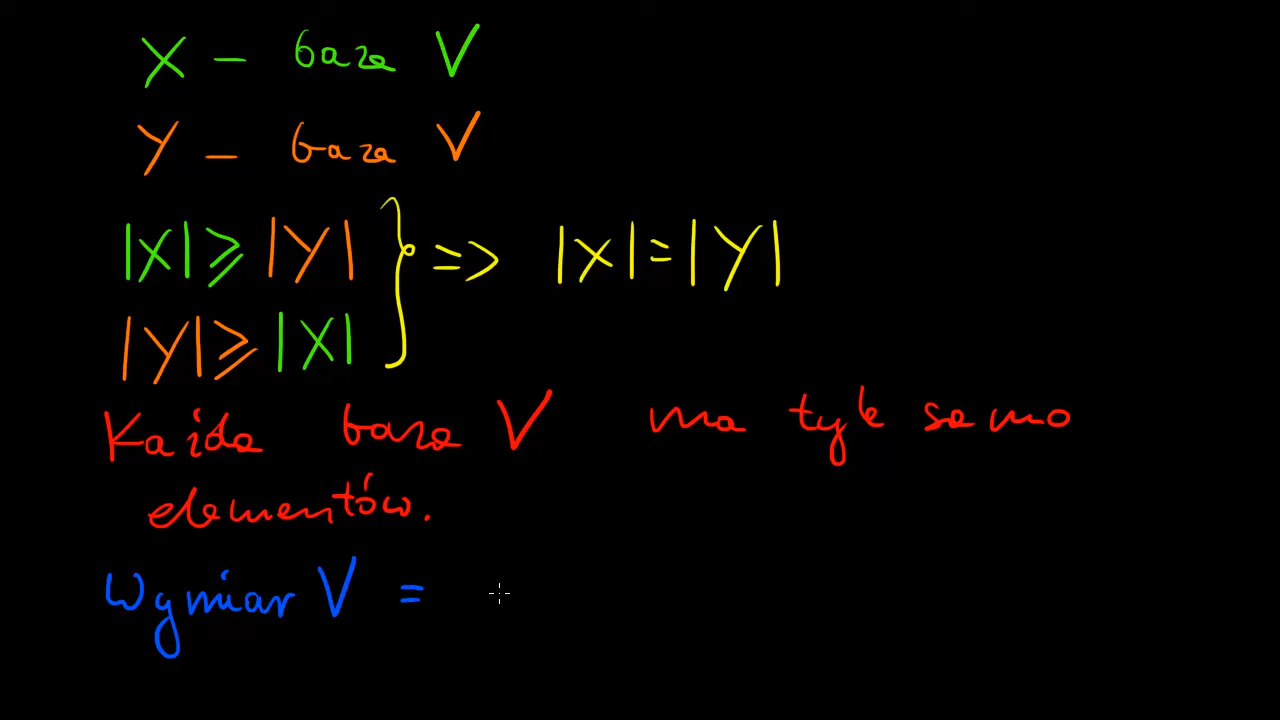 X – baza V
Y – baza V
|X| ⩾ |Y| } => |X| = |Y|
|Y| ⩾ |X|
Każda baza V ma tyle samo
elementów.
Wymiar V =